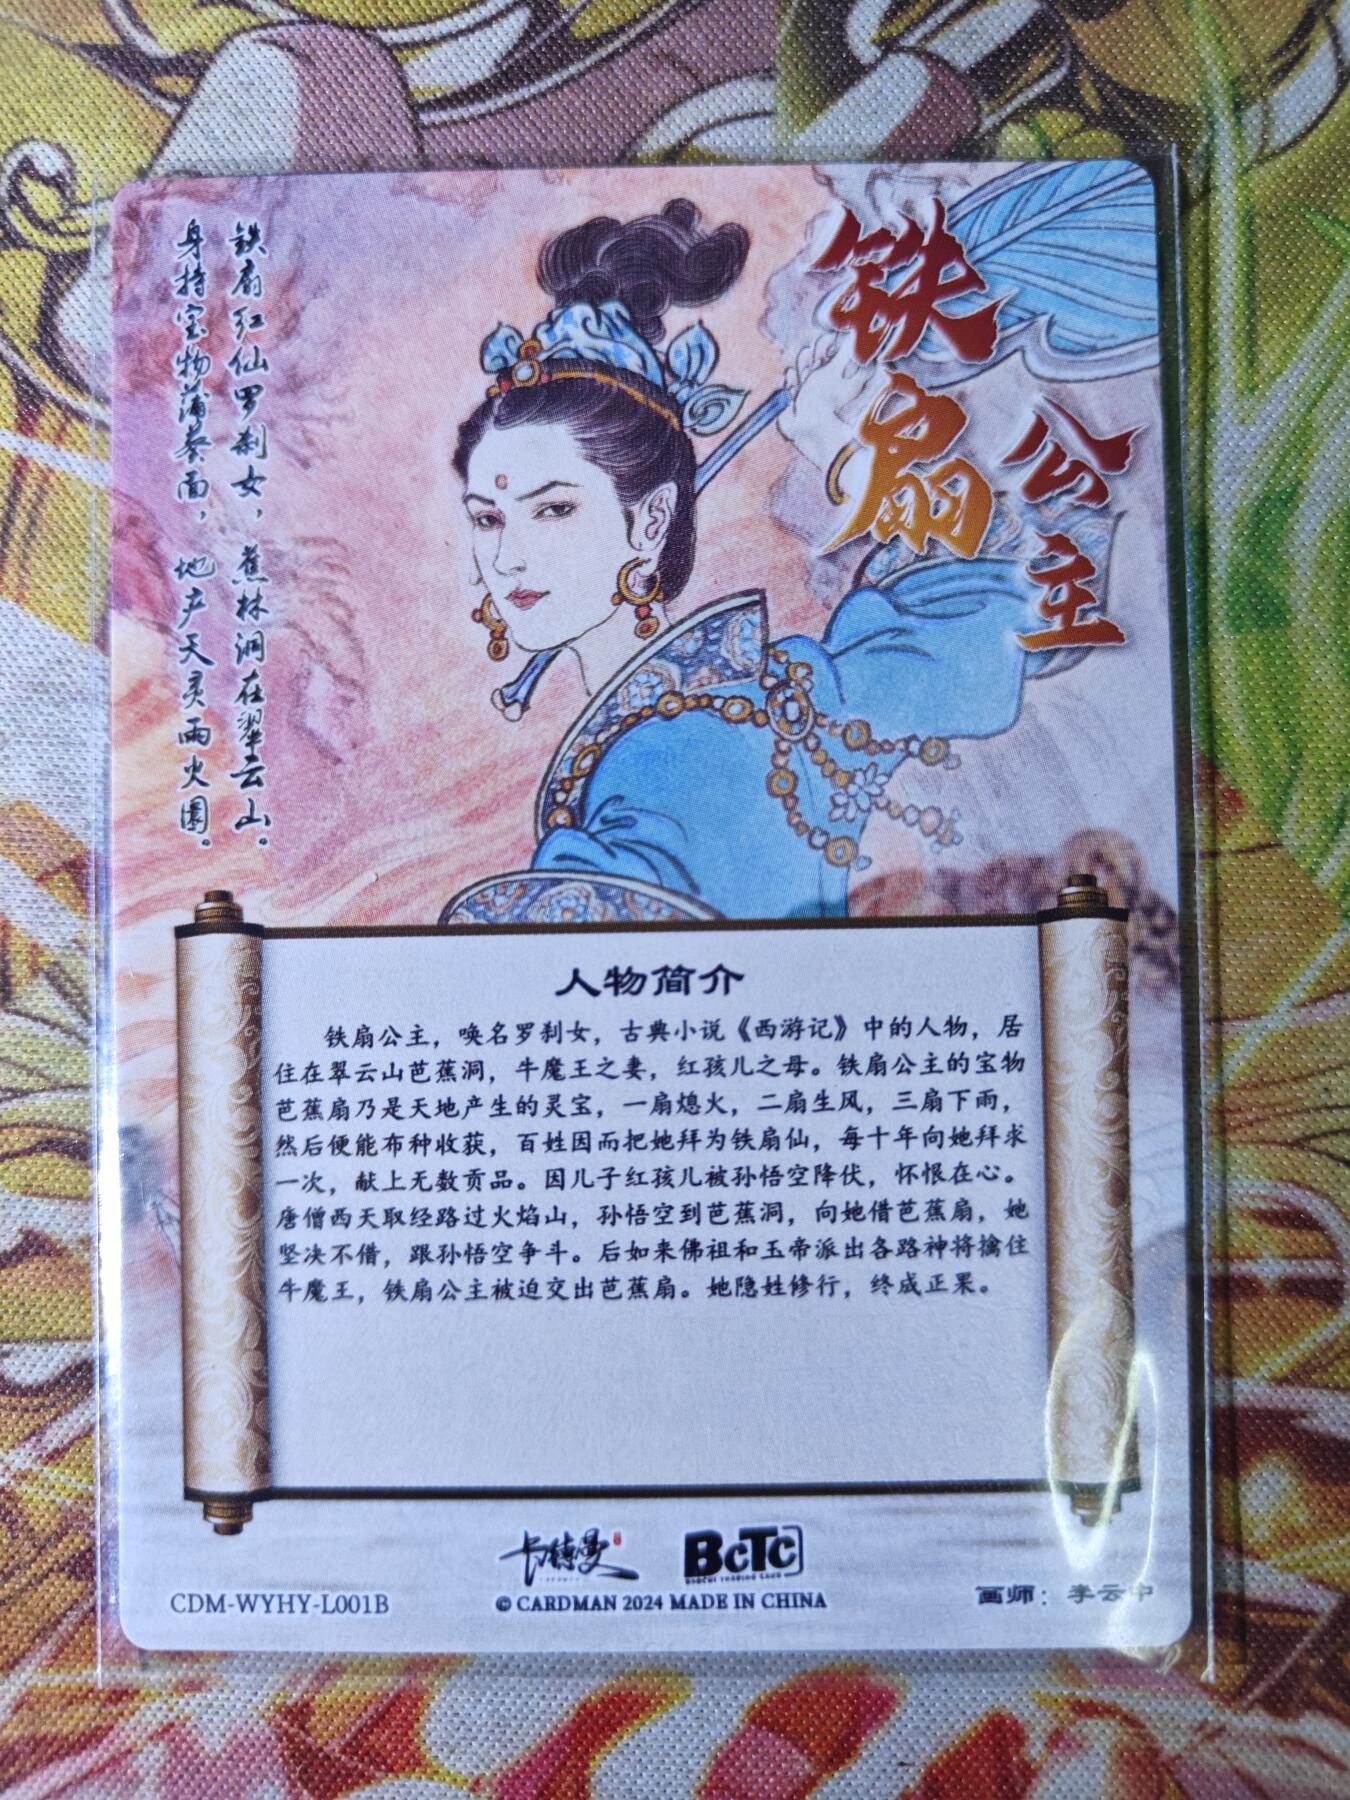 铁扇公主
铁扇红仙罗刹女，蕉林洞在翠云山。
身持宝物蒲葵面，地产天灵雨火圜。
人物简介
铁扇公主，唤名罗刹女，古典小说《西游记》中的人物，居
住在翠云山芭蕉洞，牛魔王之妻，红孩儿之母。铁扇公主的宝物
芭蕉扇乃是天地产生的灵宝，一扇熄火，二扇生风，三扇下雨，
然后便能布种收获，百姓因而把她拜为铁扇仙，每十年向她拜求
一次，献上无数贡品。因儿子红孩儿被孙悟空降伏，怀恨在心。
唐僧西天取经路过火焰山，孙悟空到芭蕉洞，向她借芭蕉扇，她
坚决不借，跟孙悟空争斗。后如来佛祖和玉帝派出各路神将擒住
牛魔王，铁扇公主被迫交出芭蕉扇。她隐姓修行，终成正果。
卡德曼
BCTC
CDM-WYHY-L001B
© CARDMAN 2024 MADE IN CHINA
画师：李云中